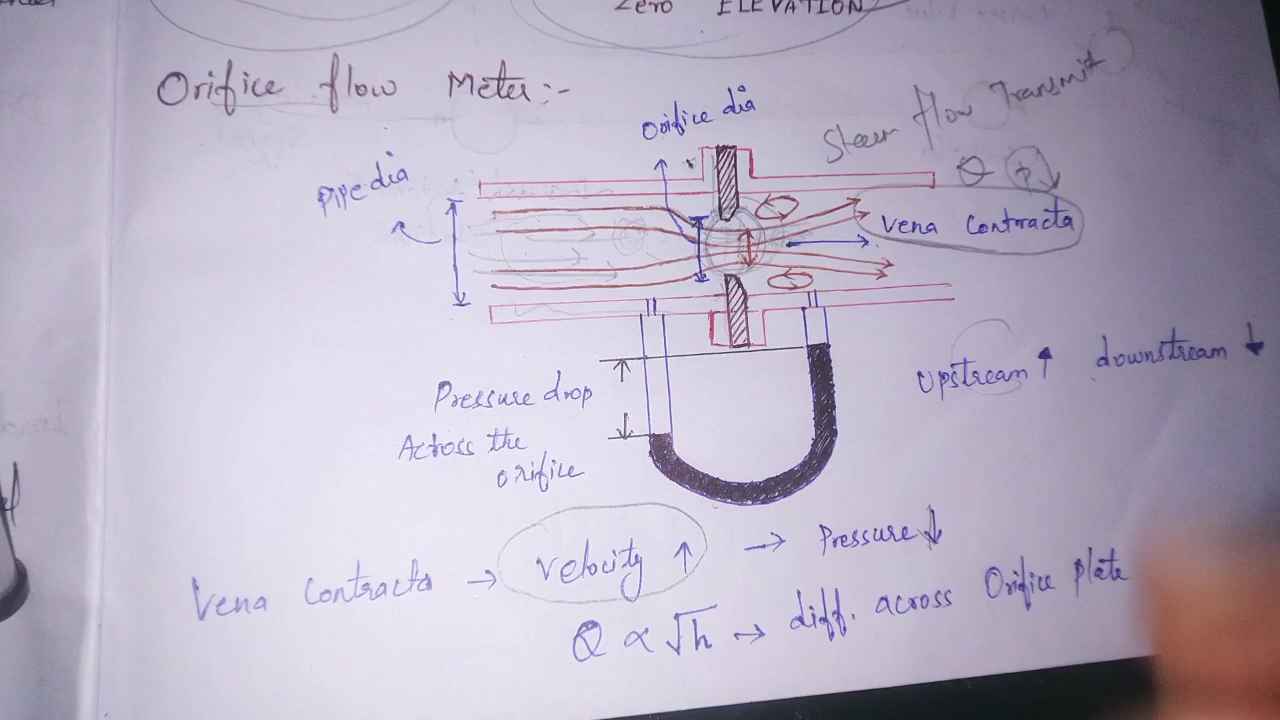 Zero ELEVATION
Orifice flow Meter:-
Orifice dia
flow Transmit
Pipe dia
Q P↓
Vena Contracta
Upstream ↑ downstream ↓
Pressure drop
Across the
orifice
Vena Contracta → Velocity ↑ → Pressure ↓
Q ∝ √h → diff. across Orifice plate